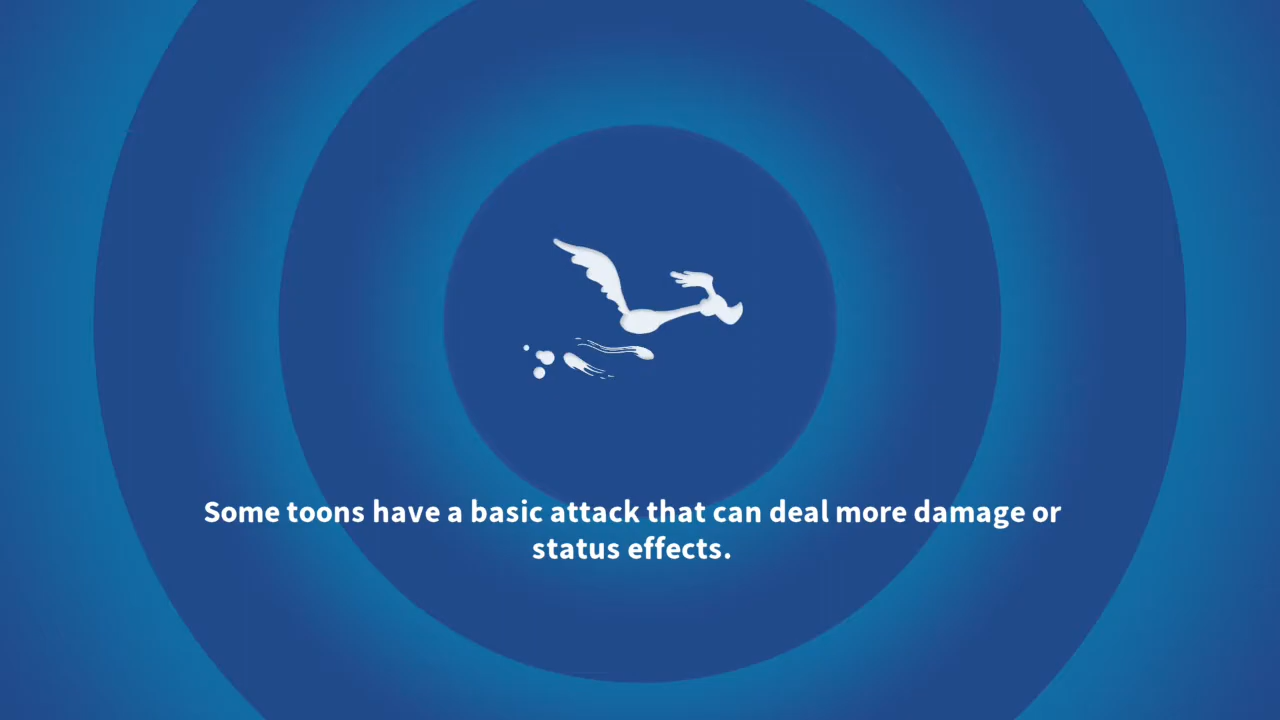 Some toons have a basic attack that can deal more damage or
status effects.